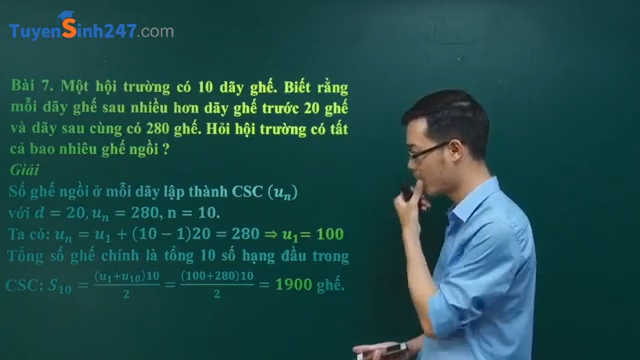 TuyenSinh247.com
Bài 7. Một hội trường có 10 dãy ghế. Biết rằng
mỗi dãy ghế sau nhiều hơn dãy ghế trước 20 ghế
và dãy sau cùng có 280 ghế. Hỏi hội trường có tất
cả bao nhiêu ghế ngồi ?
Giải
Số ghế ngồi ở mỗi dãy lập thành CSC (uₙ)
với d = 20, uₙ = 280, n = 10.
Ta có: uₙ = u₁ + (10 − 1)20 = 280 ⇒ u₁= 100
Tổng số ghế chính là tổng 10 số hạng đầu trong
CSC: S₁₀ = (u₁+u₁₀)10/2 = (100+280)10/2 = 1900 ghế.